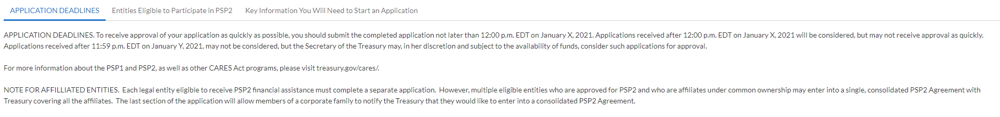 APPLICATION DEADLINES Entities Eligible to Participate in PSP2 Key Information You Will Need to Start an Application
APPLICATION DEADLINES. To receive approval of your application as quickly as possible, you should submit the completed application not later than 12:00 p.m. EDT on January X, 2021. Applications received after 12:00 p.m. EDT on January X, 2021 will be considered, but may not receive approval as quickly.
Applications received after 11:59 p.m. EDT on January Y, 2021, may not be considered, but the Secretary of the Treasury may, in her discretion and subject to the availability of funds, consider such applications for approval.
For more information about the PSP1 and PSP2, as well as other CARES Act programs, please visit treasury.gov/cares/.
NOTE FOR AFFILLIATED ENTITIES. Each legal entity eligible to receive PSP2 financial assistance must complete a separate application. However, multiple eligible entities who are approved for PSP2 and who are affiliates under common ownership may enter into a single, consolidated PSP2 Agreement with
Treasury covering all the affiliates. The last section of the application will allow members of a corporate family to notify the Treasury that they would like to enter into a consolidated PSP2 Agreement.